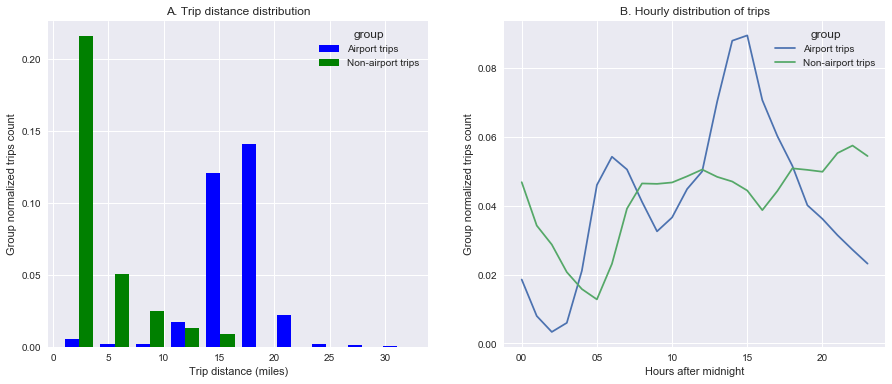 A. Trip distance distribution
group
Airport trips
Non-airport trips
Group normalized trips count
0.20
0.15
0.10
0.05
0.00
0 5 10 15 20 25 30
Trip distance (miles)
B. Hourly distribution of trips
group
Airport trips
Non-airport trips
Group normalized trips count
0.08
0.06
0.04
0.02
0.00
00 05 10 15 20
Hours after midnight